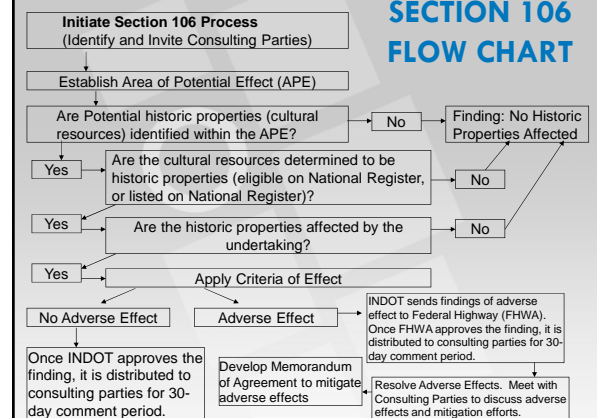 SECTION 106
FLOW CHART
Initiate Section 106 Process
(Identify and Invite Consulting Parties)
Establish Area of Potential Effect (APE)
Are Potential historic properties (cultural
resources) identified within the APE?
No
Finding: No Historic
Properties Affected
Yes
Are the cultural resources determined to be
historic properties (eligible on National Register,
or listed on National Register)?
No
Yes
Are the historic properties affected by the
undertaking?
No
Yes
Apply Criteria of Effect
No Adverse Effect
Adverse Effect
INDOT sends findings of adverse
effect to Federal Highway (FHWA).
Once FHWA approves the finding, it is
distributed to consulting parties for 30-
day comment period.
Once INDOT approves the
finding, it is distributed to
consulting parties for 30-
day comment period.
Develop Memorandum
of Agreement to mitigate
adverse effects
Resolve Adverse Effects. Meet with
Consulting Parties to discuss adverse
effects and mitigation efforts.